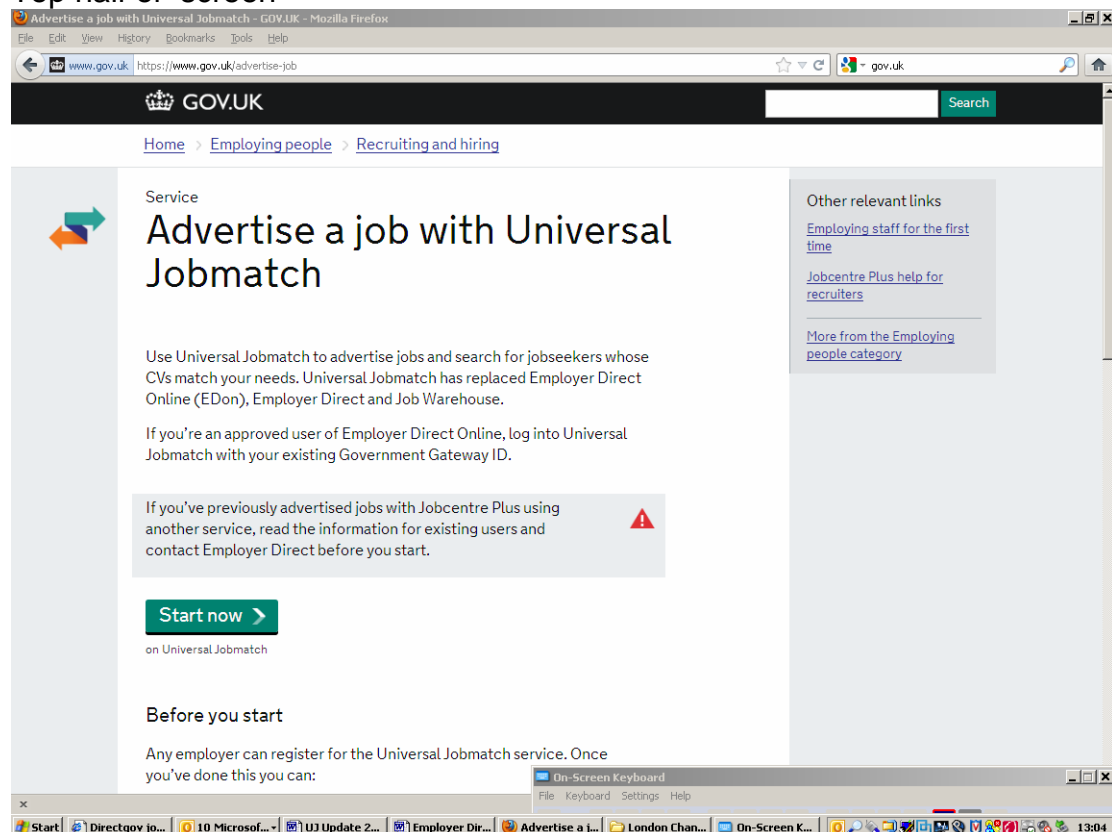 Top half of screen
Advertise a job with Universal Jobmatch - GOV.UK - Mozilla Firefox
File Edit View History Bookmarks Tools Help
www.gov.uk https://www.gov.uk/advertise-job gov.uk
GOV.UK Search
Home > Employing people > Recruiting and hiring
Service
Advertise a job with Universal
Jobmatch
Use Universal Jobmatch to advertise jobs and search for jobseekers whose
CVs match your needs. Universal Jobmatch has replaced Employer Direct
Online (EDon), Employer Direct and Job Warehouse.
If you're an approved user of Employer Direct Online, log into Universal
Jobmatch with your existing Government Gateway ID.
If you've previously advertised jobs with Jobcentre Plus using
another service, read the information for existing users and
contact Employer Direct before you start.
Start now
on Universal Jobmatch
Before you start
Any employer can register for the Universal Jobmatch service. Once
you've done this you can:
Other relevant links
Employing staff for the first
time
Jobcentre Plus help for
recruiters
More from the Employing
people category
On-Screen Keyboard
File Keyboard Settings Help
Start Directgov jo... 10 Microsof... UJ Update 2... Employer Dir... Advertise a j... London Chan... On-Screen K... 13:04